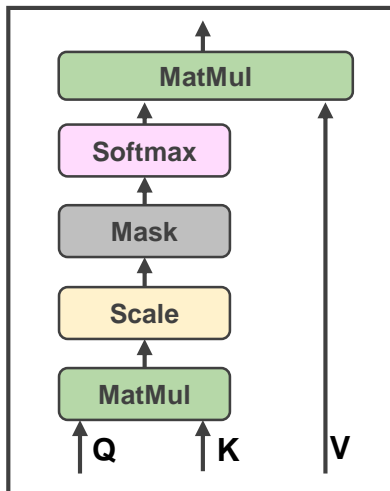 MatMul
Softmax
Mask
Scale
MatMul
Q K V